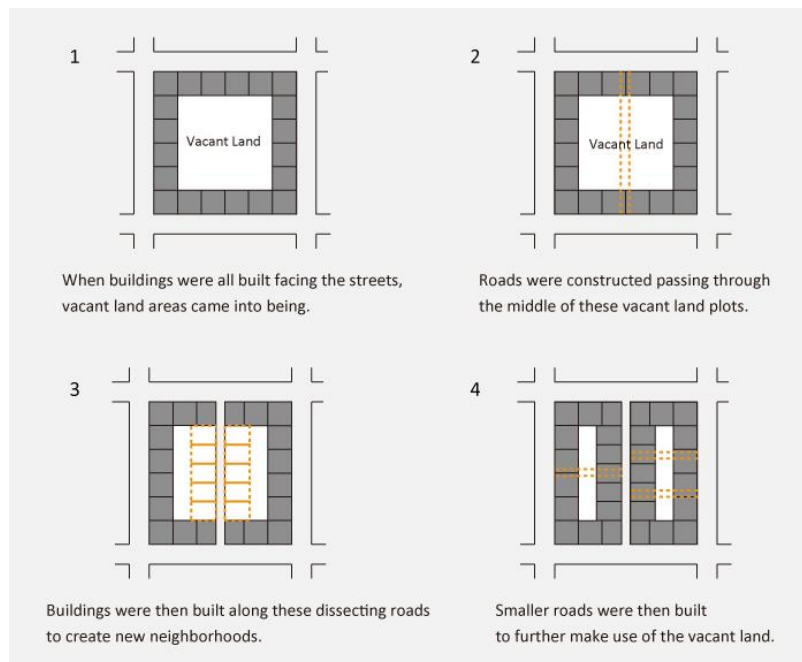 1
Vacant Land
When buildings were all built facing the streets,
vacant land areas came into being.
2
Vacant Land
Roads were constructed passing through
the middle of these vacant land plots.
3
Buildings were then built along these dissecting roads
to create new neighborhoods.
4
Smaller roads were then built
to further make use of the vacant land.